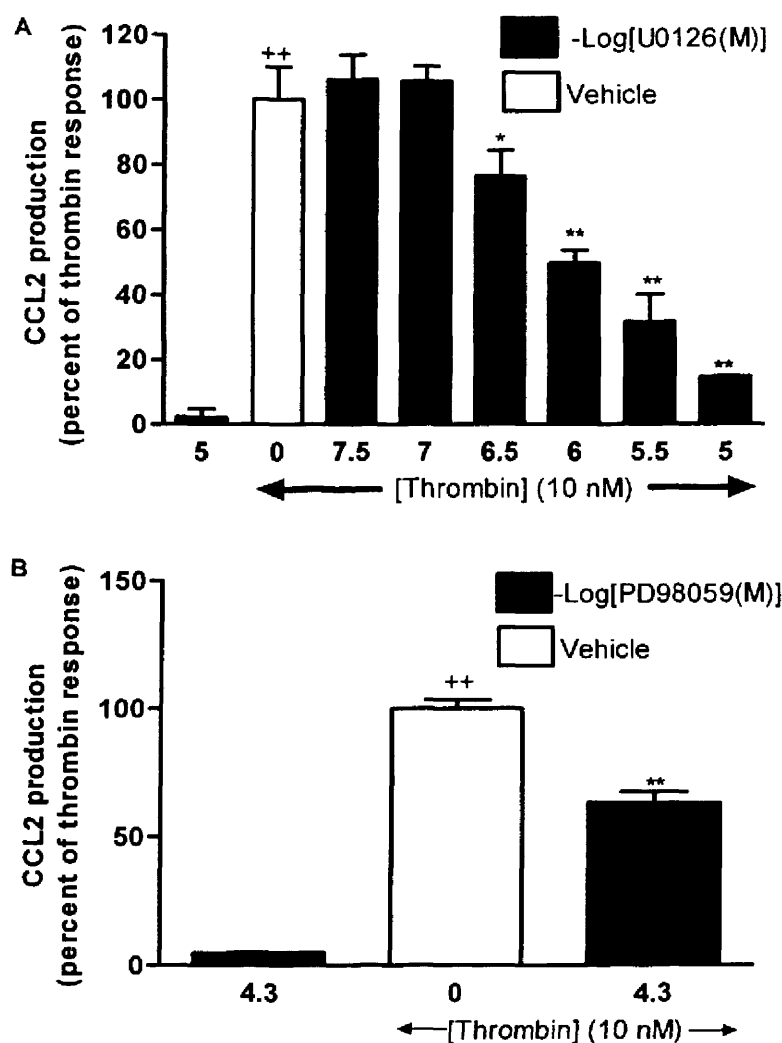 A
-Log[U0126(M)]
Vehicle
CCL2 production
(percent of thrombin response)
120
100
80
60
40
20
0
++
*
**
**
**
5 0 7.5 7 6.5 6 5.5 5
[Thrombin] (10 nM)
B
-Log[PD98059(M)]
Vehicle
CCL2 production
(percent of thrombin response)
150
100
50
0
++
**
4.3 0 4.3
[Thrombin] (10 nM)